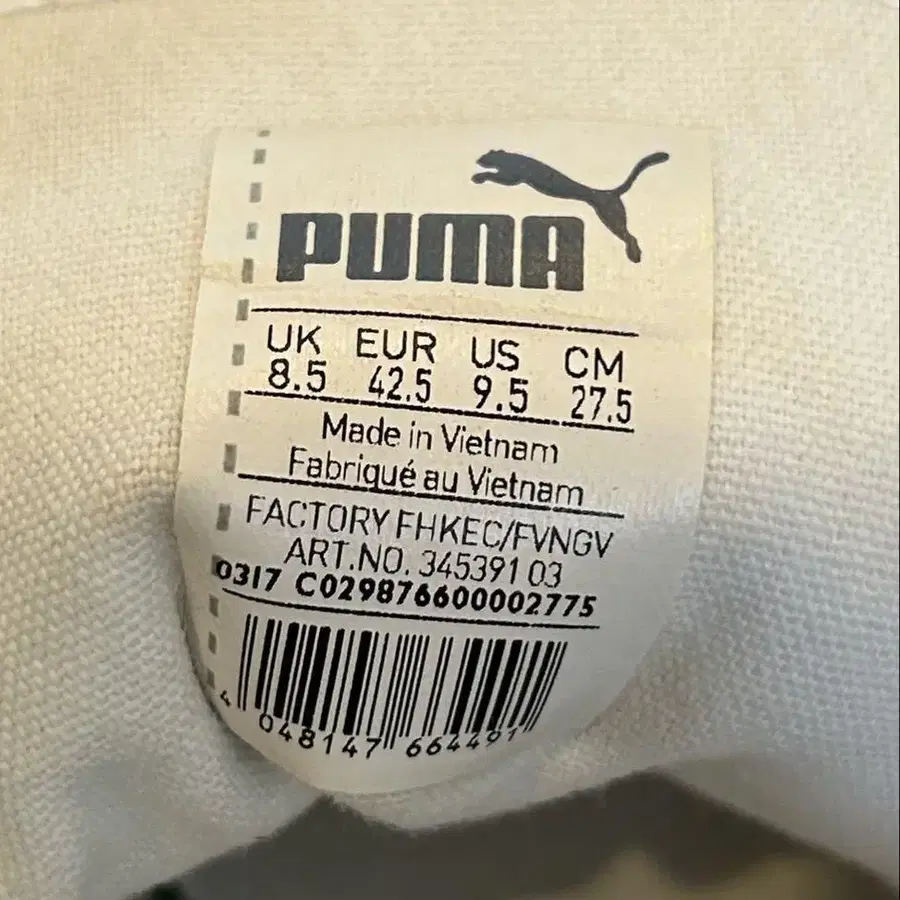 PUMA
UK EUR US CM
8.5 42.5 9.5 27.5
Made in Vietnam
Fabriqué au Vietnam
FACTORY FHKEC/FVNGV
ART.NO. 345391 03
0317 C029876600002775
4 048147 664491